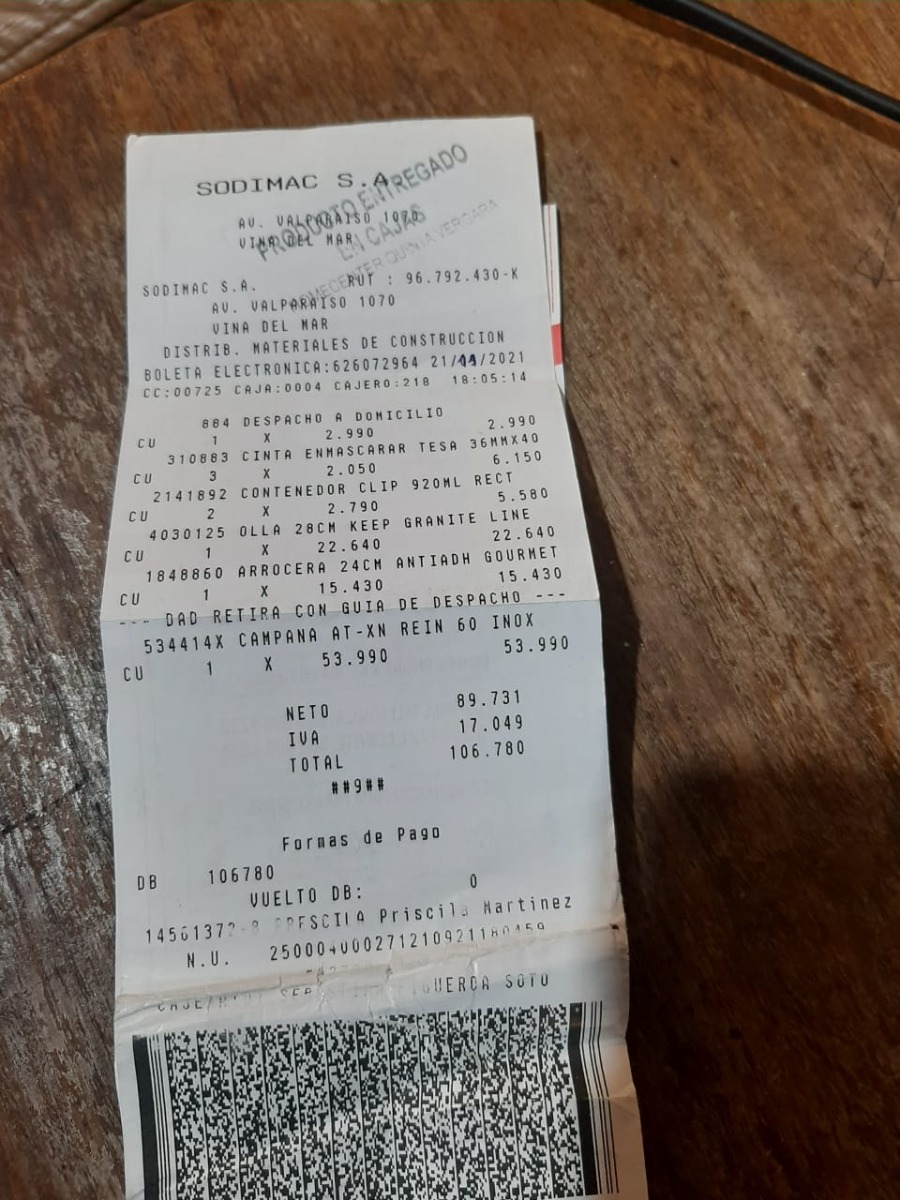 SODIMAC S.A.
PRODUCTO ENTREGADO
EN CAJAS
HOMECENTER QUINTA VERGARA
AV. VALPARAISO 1070
VINA DEL MAR
SODIMAC S.A. RUT : 96.792.430-K
AV. VALPARAISO 1070
VINA DEL MAR
DISTRIB. MATERIALES DE CONSTRUCCION
BOLETA ELECTRONICA:626072964 21/ /2021
CC:00725 CAJA:0004 CAJERO:218 18:05:14
884 DESPACHO A DOMICILIO
CU 1 X 2.990 2.990
310883 CINTA ENMASCARAR TESA 36MMX40
CU 3 X 2.050 6.150
2141892 CONTENEDOR CLIP 920ML RECT
CU 2 X 2.790 5.580
4030125 OLLA 28CM KEEP GRANITE LINE
CU 1 X 22.640 22.640
1848860 ARROCERA 24CM ANTIADH GOURMET
CU 1 X 15.430 15.430
--- DAD RETIRA CON GUIA DE DESPACHO ---
534414X CAMPANA AT-XN REIN 60 INOX
CU 1 X 53.990 53.990
NETO 89.731
IVA 17.049
TOTAL 106.780
##9##
Formas de Pago
DB 106780
VUELTO DB: 0
Priscila Martinez
N.U.
SOTO